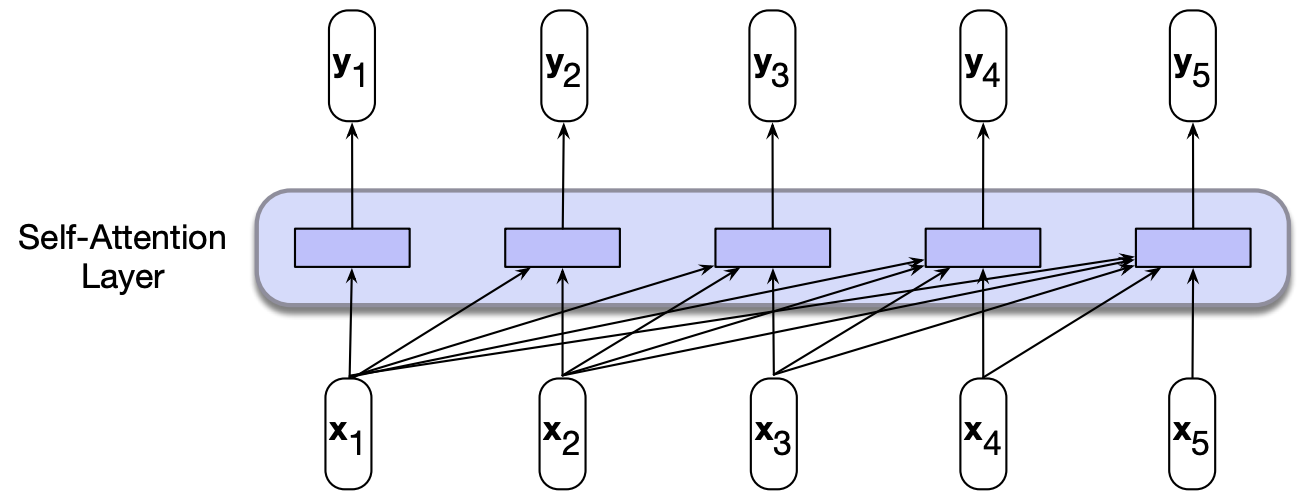 y1 y2 y3 y4 y5
Self-Attention
Layer
x1 x2 x3 x4 x5